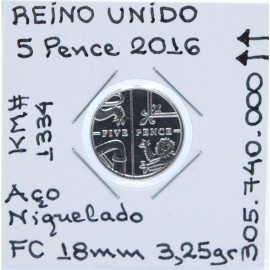 REINO UNIDO
5 Pence 2016
KM#
1334
FIVE PENCE
305.740.000
Aço
Niquelado
FC 18mm 3,25gr